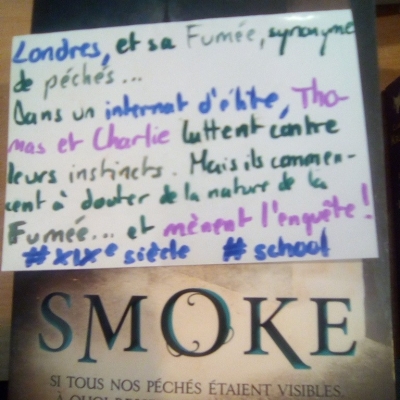 Londres, et sa Fumée, synonyme
de péchés...
Dans un internat d'élite, Tho-
mas et Charlie luttent contre
leurs instincts. Mais ils commen-
cent à douter de la nature de la
Fumée... et mènent l'enquête !
#XIXe siècle #school
SMOKE
SI TOUS NOS PÉCHÉS ÉTAIENT VISIBLES,
À QUOI